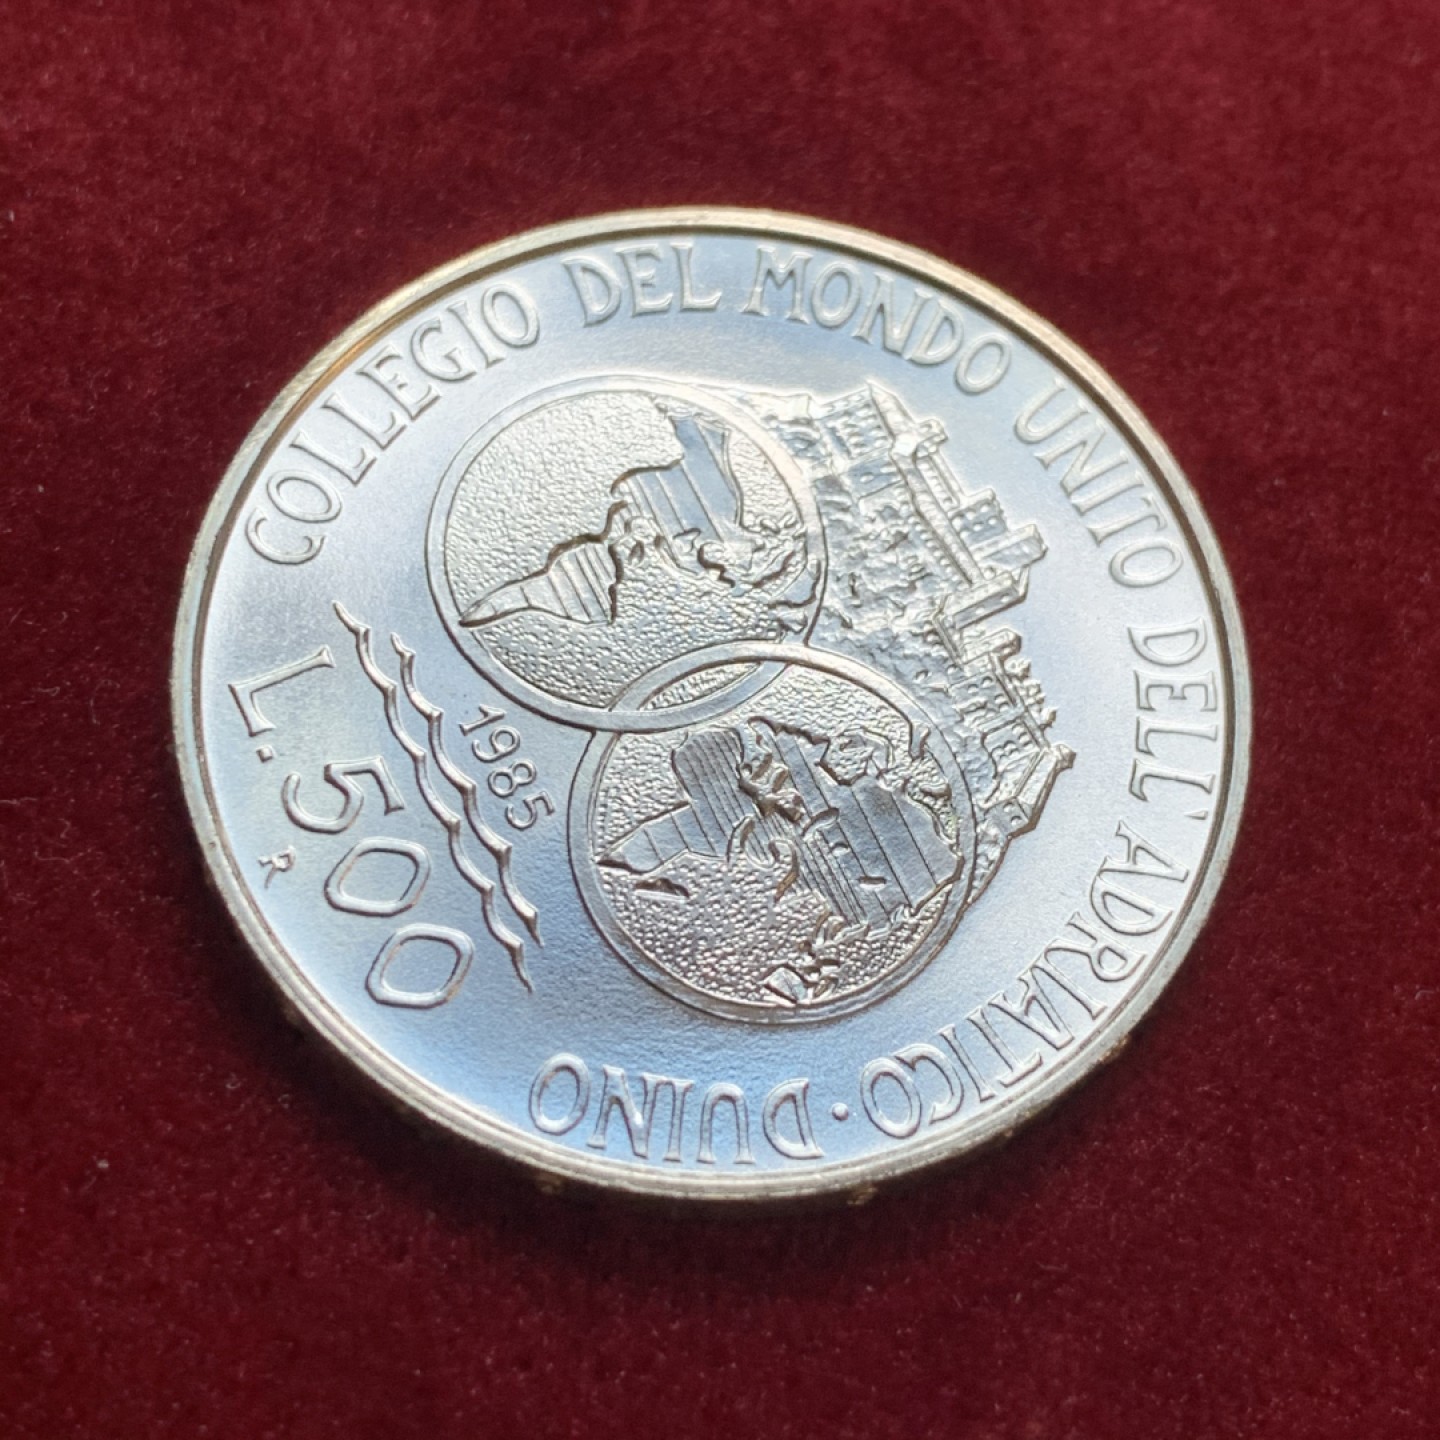 COLLEGIO DEL MONDO UNITO DELL'ADRIATICO · DUINO
1985
L. 500
R